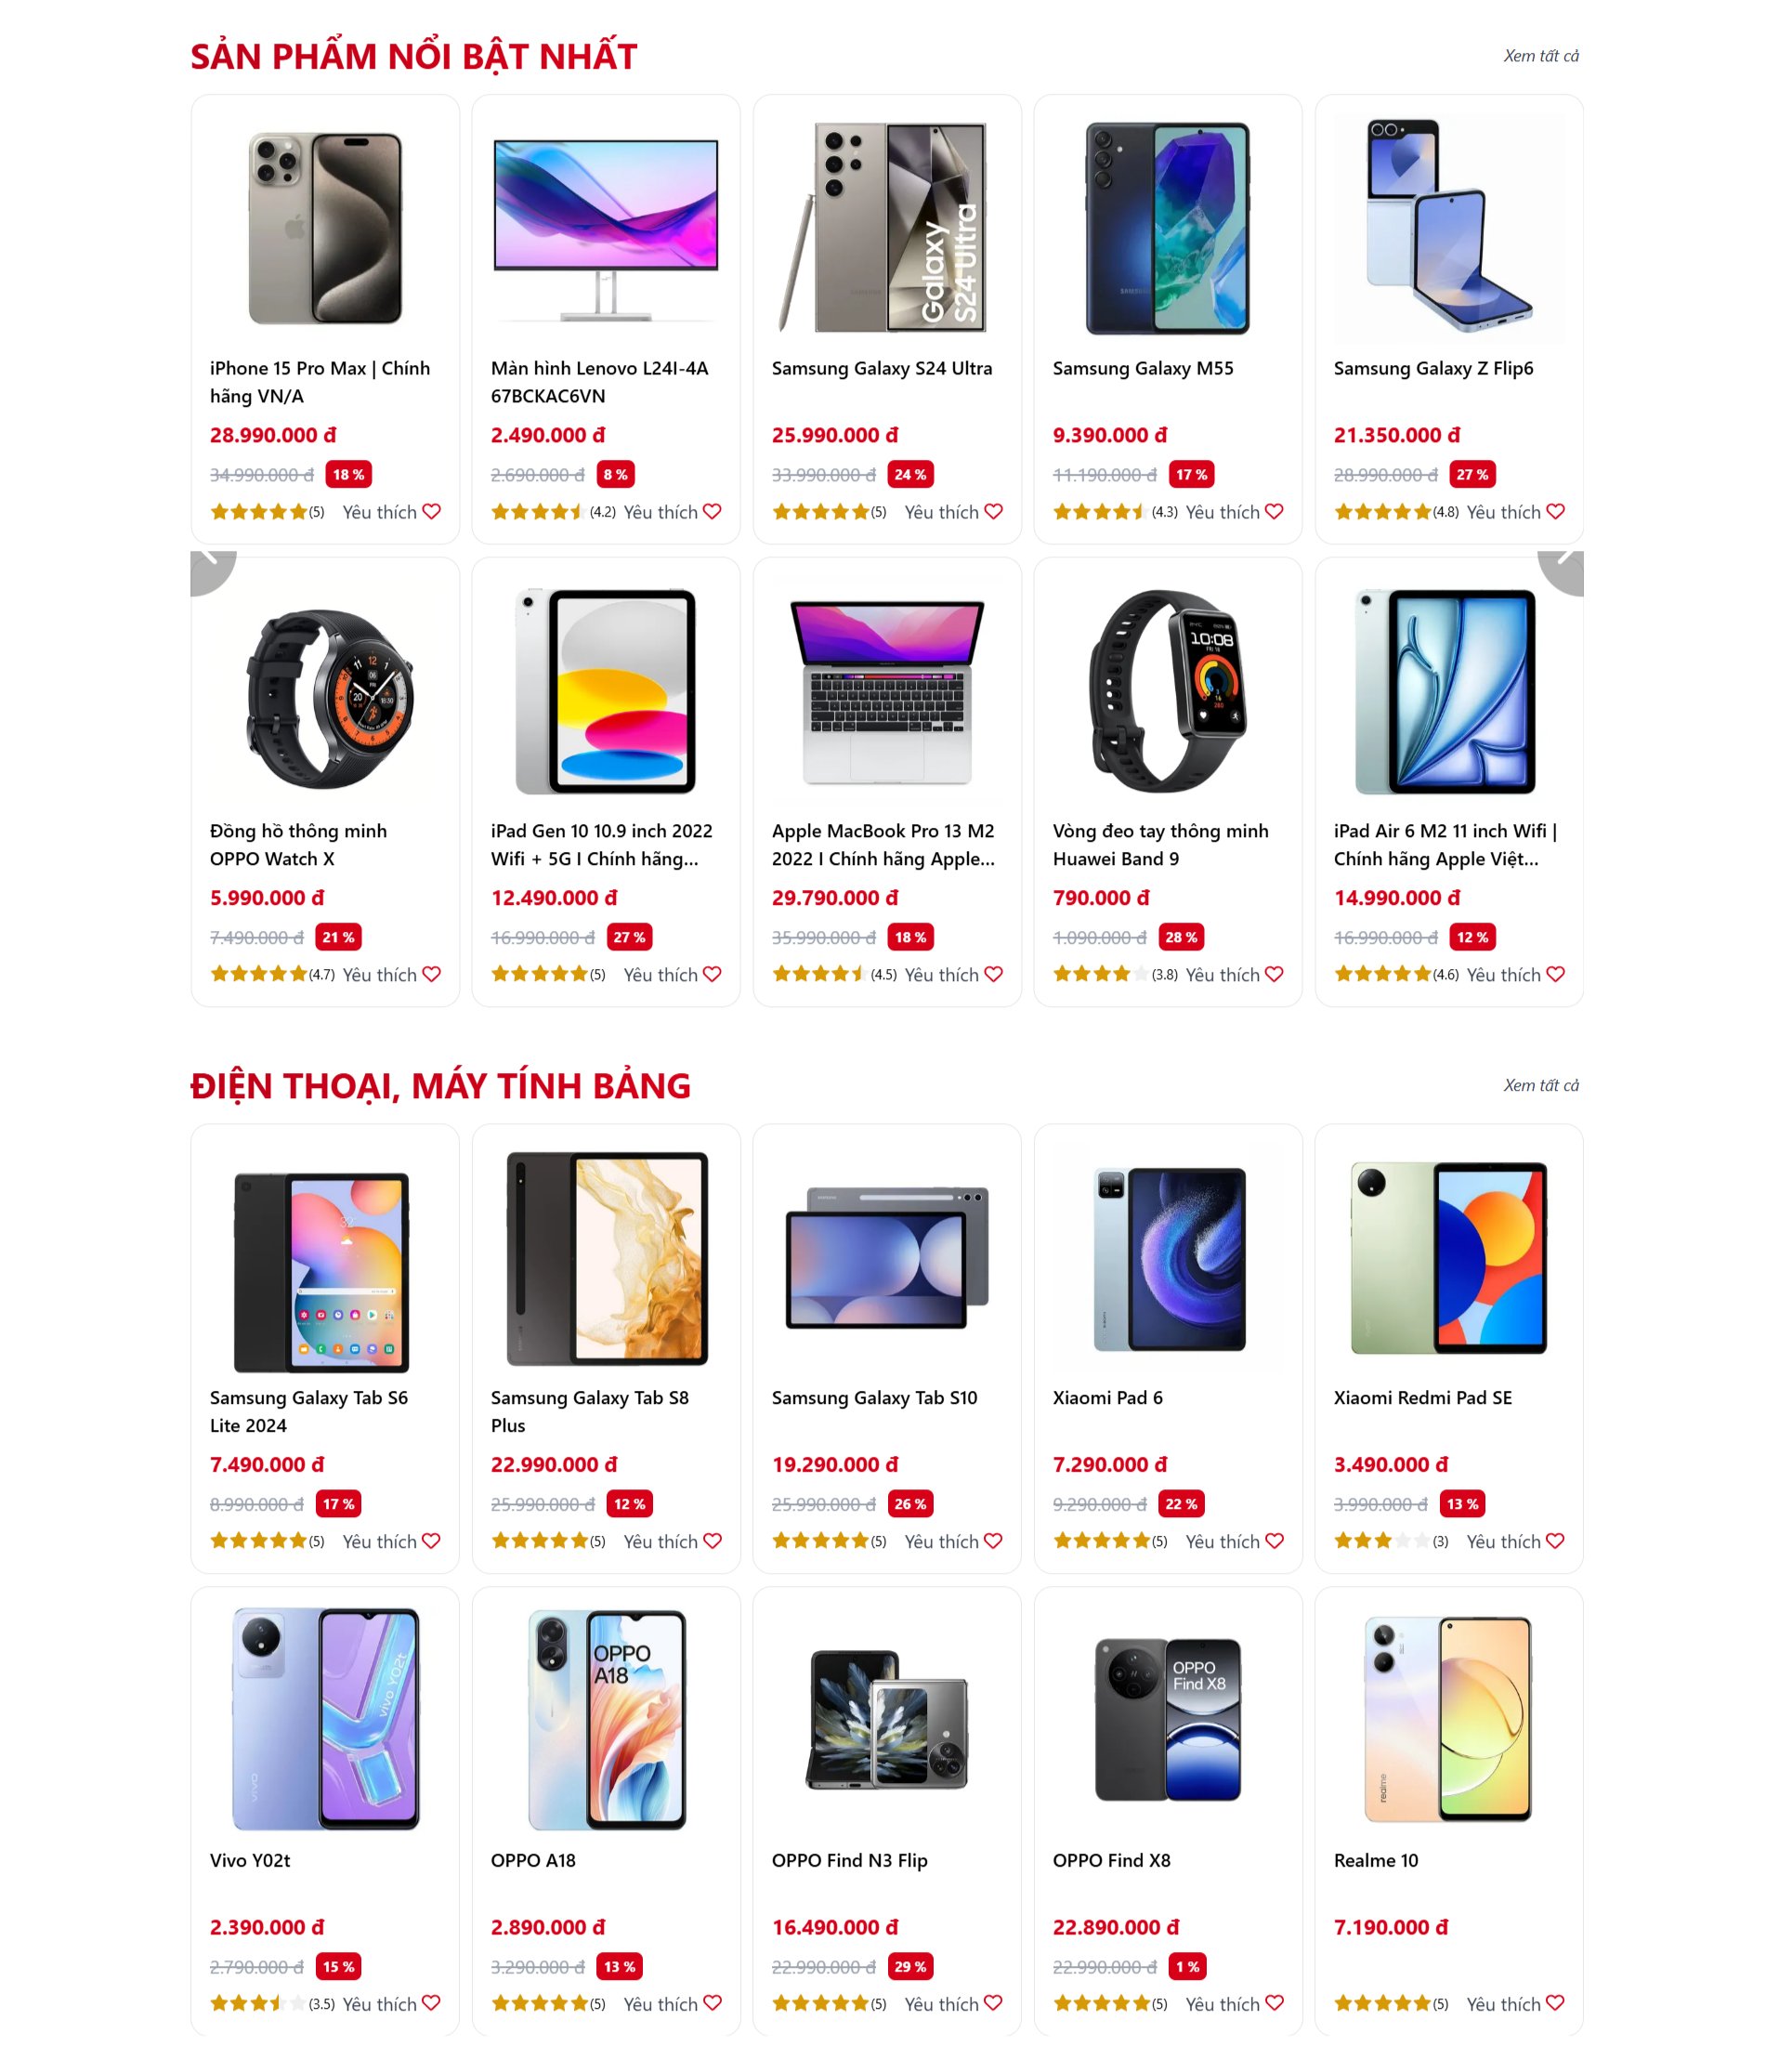 SẢN PHẨM NỔI BẬT NHẤT
Xem tất cả
Galaxy
S24 Ultra
SAMSUNG
iPhone 15 Pro Max | Chính
hãng VN/A
28.990.000 đ
34.990.000 đ 18 %
(5) Yêu thích
Màn hình Lenovo L24I-4A
67BCKAC6VN
2.490.000 đ
2.690.000 đ 8 %
(4.2) Yêu thích
Samsung Galaxy S24 Ultra
25.990.000 đ
33.990.000 đ 24 %
(5) Yêu thích
Samsung Galaxy M55
9.390.000 đ
11.190.000 đ 17 %
(4.3) Yêu thích
Samsung Galaxy Z Flip6
21.350.000 đ
28.990.000 đ 27 %
(4.8) Yêu thích
11 12 1
20
10:08
FRI 16
Đồng hồ thông minh
OPPO Watch X
5.990.000 đ
7.490.000 đ 21 %
(4.7) Yêu thích
iPad Gen 10 10.9 inch 2022
Wifi + 5G I Chính hãng...
12.490.000 đ
16.990.000 đ 27 %
(5) Yêu thích
Apple MacBook Pro 13 M2
2022 I Chính hãng Apple...
29.790.000 đ
35.990.000 đ 18 %
(4.5) Yêu thích
Vòng đeo tay thông minh
Huawei Band 9
790.000 đ
1.090.000 đ 28 %
(3.8) Yêu thích
iPad Air 6 M2 11 inch Wifi |
Chính hãng Apple Việt...
14.990.000 đ
16.990.000 đ 12 %
(4.6) Yêu thích
ĐIỆN THOẠI, MÁY TÍNH BẢNG
Xem tất cả
Samsung Galaxy Tab S6
Lite 2024
7.490.000 đ
8.990.000 đ 17 %
(5) Yêu thích
Samsung Galaxy Tab S8
Plus
22.990.000 đ
25.990.000 đ 12 %
(5) Yêu thích
Samsung Galaxy Tab S10
19.290.000 đ
25.990.000 đ 26 %
(5) Yêu thích
Xiaomi Pad 6
7.290.000 đ
9.290.000 đ 22 %
(5) Yêu thích
Xiaomi Redmi Pad SE
3.490.000 đ
3.990.000 đ 13 %
(3) Yêu thích
vivo
vivo Y02t
OPPO
A18
OPPO
Find X8
realme
Vivo Y02t
2.390.000 đ
2.790.000 đ 15 %
(3.5) Yêu thích
OPPO A18
2.890.000 đ
3.290.000 đ 13 %
(5) Yêu thích
OPPO Find N3 Flip
16.490.000 đ
22.990.000 đ 29 %
(5) Yêu thích
OPPO Find X8
22.890.000 đ
22.990.000 đ 1 %
(5) Yêu thích
Realme 10
7.190.000 đ
(5) Yêu thích